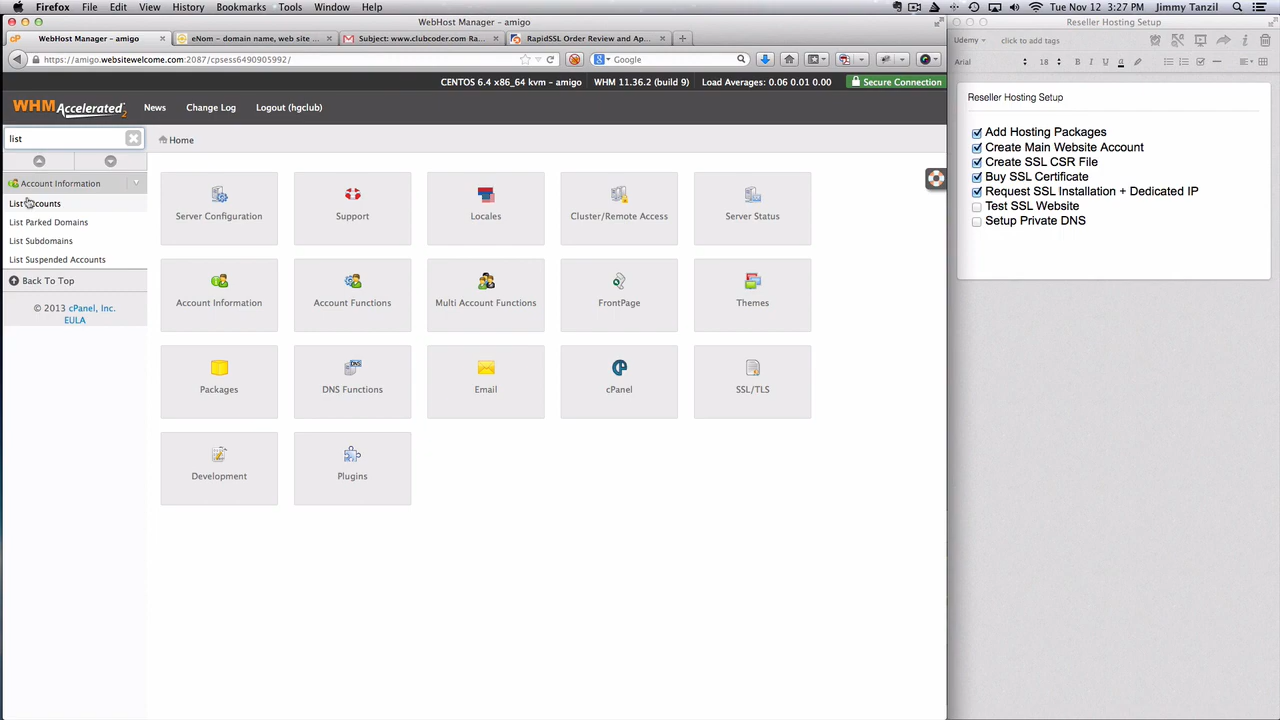 Firefox File Edit View History Bookmarks Tools Window Help
Tue Nov 12 3:27 PM Jimmy Tanzil
WebHost Manager - amigo
WebHost Manager - amigo
eNom - domain name, web site ...
Subject: www.clubcoder.com Ra...
RapidSSL Order Review and Ap...
https://amigo.websitewelcome.com:2087/cpsess6490905992/
Google
CENTOS 6.4 x86_64 kvm – amigo WHM 11.36.2 (build 9) Load Averages: 0.06 0.01 0.00 Secure Connection
WHM Accelerated2 News Change Log Logout (hgclub)
list
Home
Account Information
List Accounts
List Parked Domains
List Subdomains
List Suspended Accounts
Back To Top
© 2013 cPanel, Inc.
EULA
Server Configuration Support Locales Cluster/Remote Access Server Status
Account Information Account Functions Multi Account Functions FrontPage Themes
Packages DNS Functions Email cPanel SSL/TLS
Development Plugins
Reseller Hosting Setup
Udemy click to add tags
Arial 18 B I U a
Reseller Hosting Setup
Add Hosting Packages
Create Main Website Account
Create SSL CSR File
Buy SSL Certificate
Request SSL Installation + Dedicated IP
Test SSL Website
Setup Private DNS